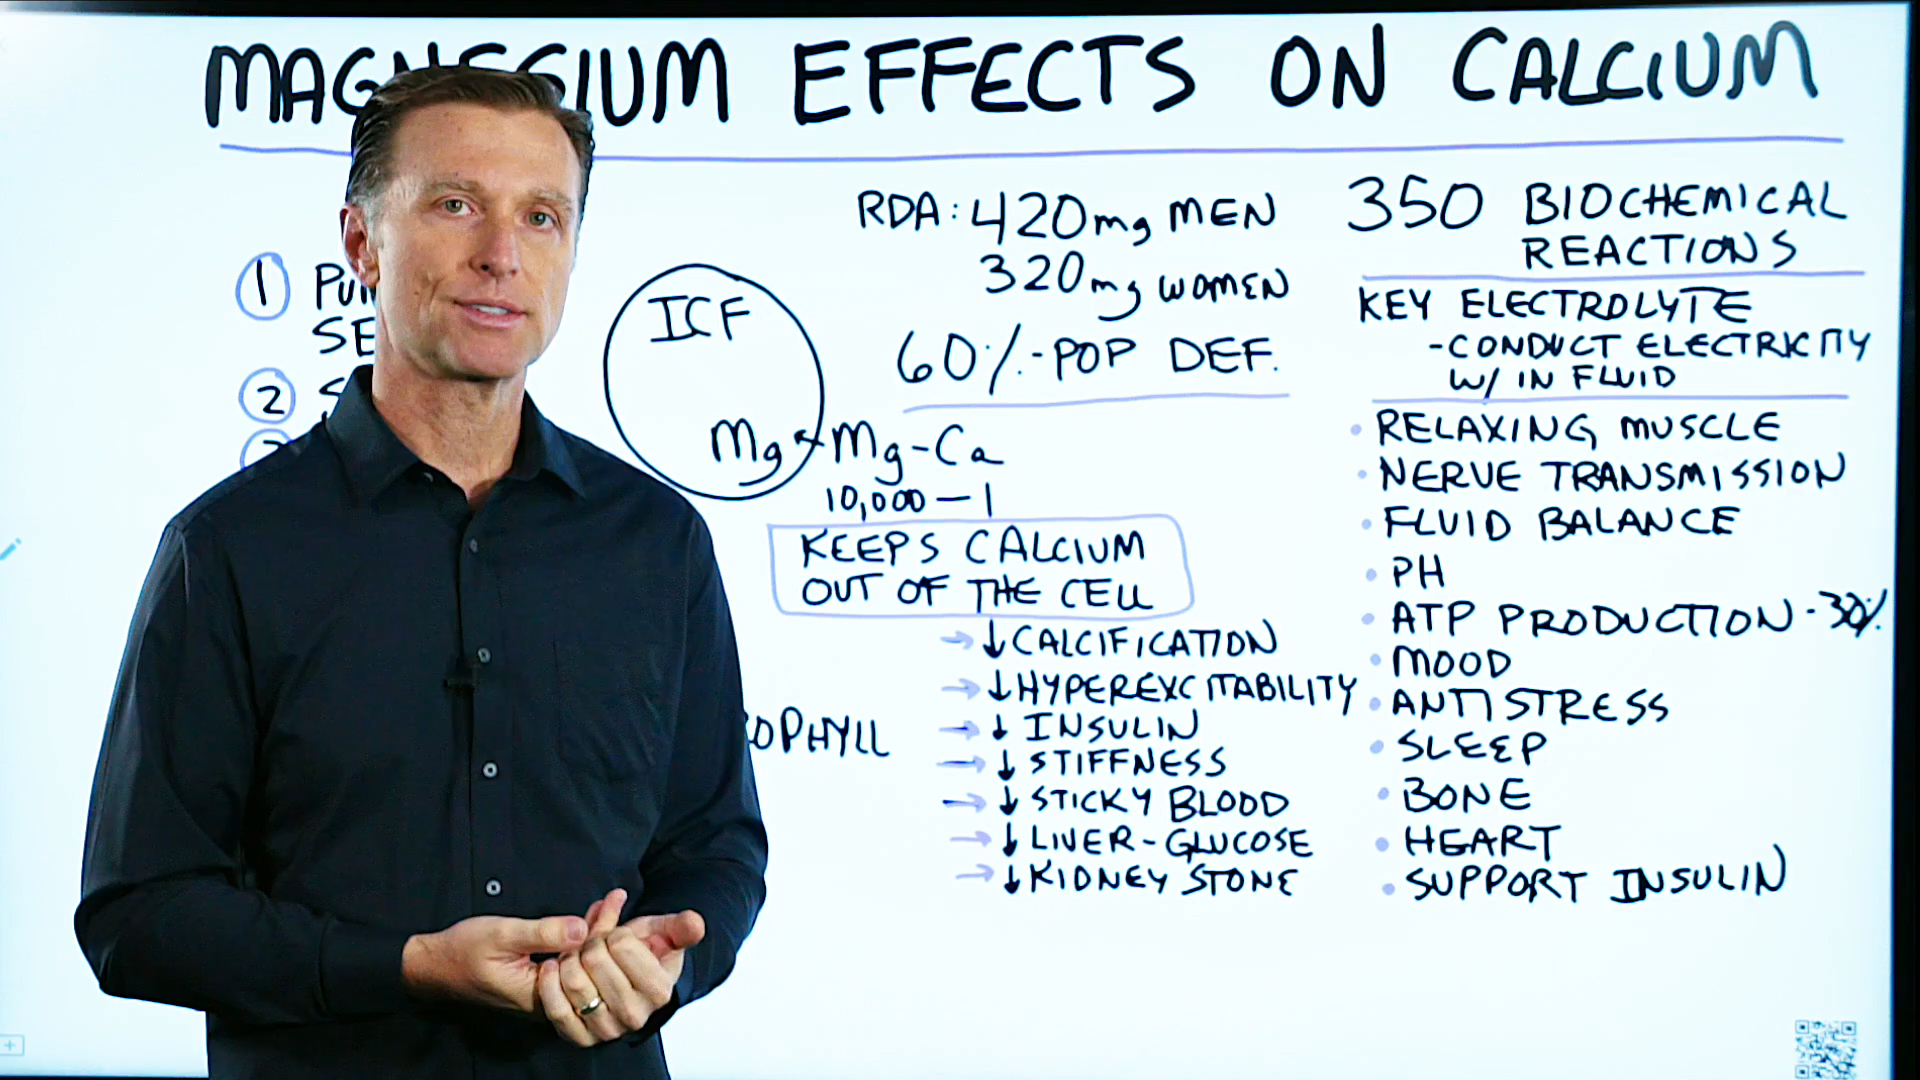 MAGNESIUM EFFECTS ON CALCIUM
1
SE
2
ICF
Mg
RDA: 420mg MEN
320mg WOMEN
60%-POP DEF.
Mg-Ca
10,000-1
KEEPS CALCIUM
OUT OF THE CELL
↓CALCIFICATION
↓HYPEREXCITABILITY
↓INSULIN
↓STIFFNESS
↓STICKY BLOOD
↓LIVER-GLUCOSE
↓KIDNEY STONE
OPHYLL
350 BIOCHEMICAL
REACTIONS
KEY ELECTROLYTE
-CONDUCT ELECTRICITY
W/IN FLUID
• RELAXING MUSCLE
• NERVE TRANSMISSION
• FLUID BALANCE
• PH
• ATP PRODUCTION-30%
• MOOD
• ANTISTRESS
• SLEEP
• BONE
• HEART
• SUPPORT INSULIN